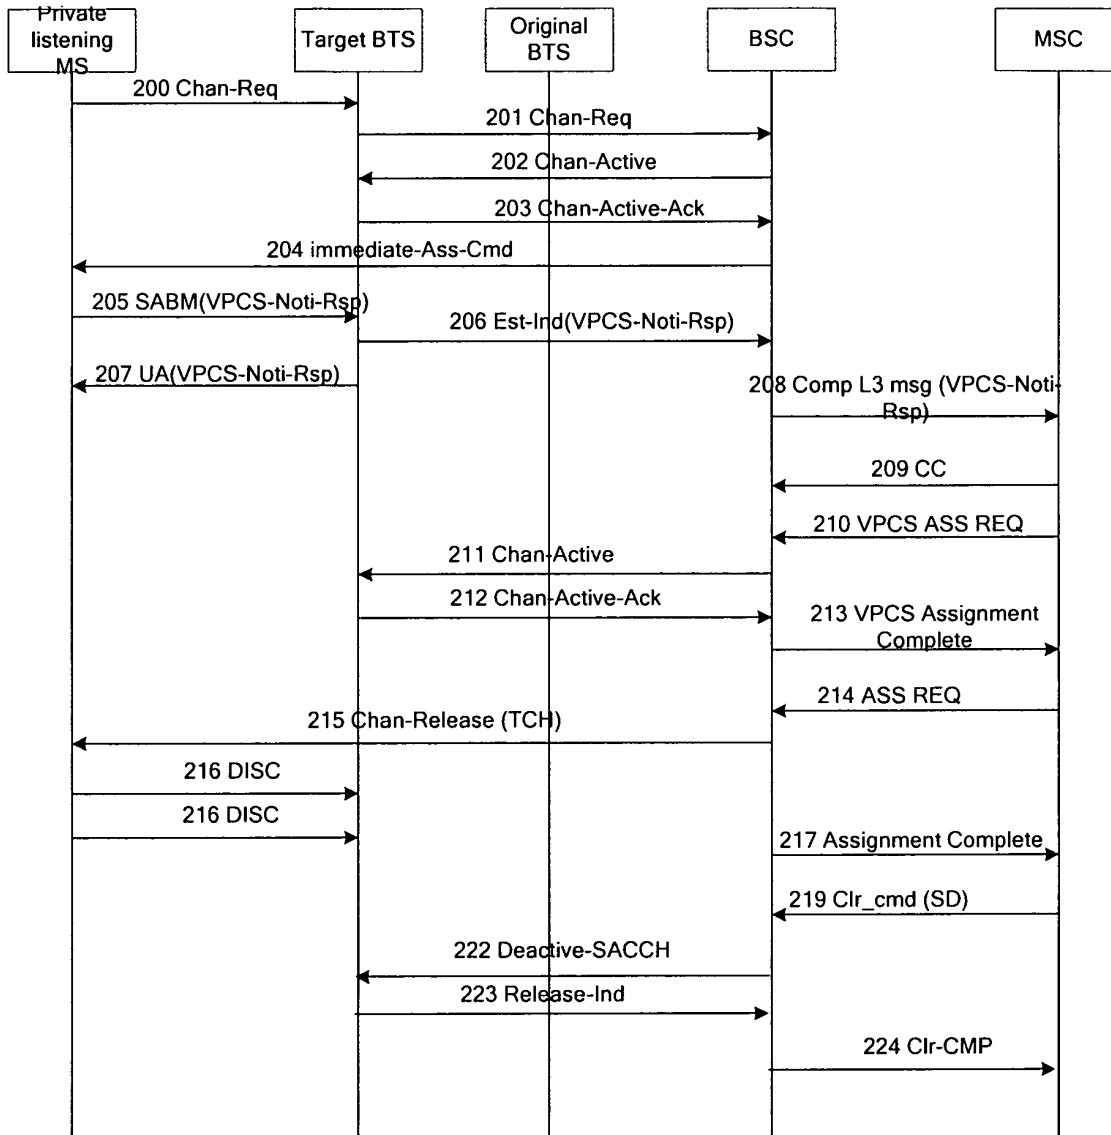 Private
listening
MS
Target BTS
Original
BTS
BSC
MSC
200 Chan-Req
201 Chan-Req
202 Chan-Active
203 Chan-Active-Ack
204 immediate-Ass-Cmd
205 SABM(VPCS-Noti-Rsp)
206 Est-Ind(VPCS-Noti-Rsp)
207 UA(VPCS-Noti-Rsp)
208 Comp L3 msg (VPCS-Noti-
Rsp)
209 CC
210 VPCS ASS REQ
211 Chan-Active
212 Chan-Active-Ack
213 VPCS Assignment
Complete
214 ASS REQ
215 Chan-Release (TCH)
216 DISC
216 DISC
217 Assignment Complete
219 Clr_cmd (SD)
222 Deactive-SACCH
223 Release-Ind
224 Clr-CMP